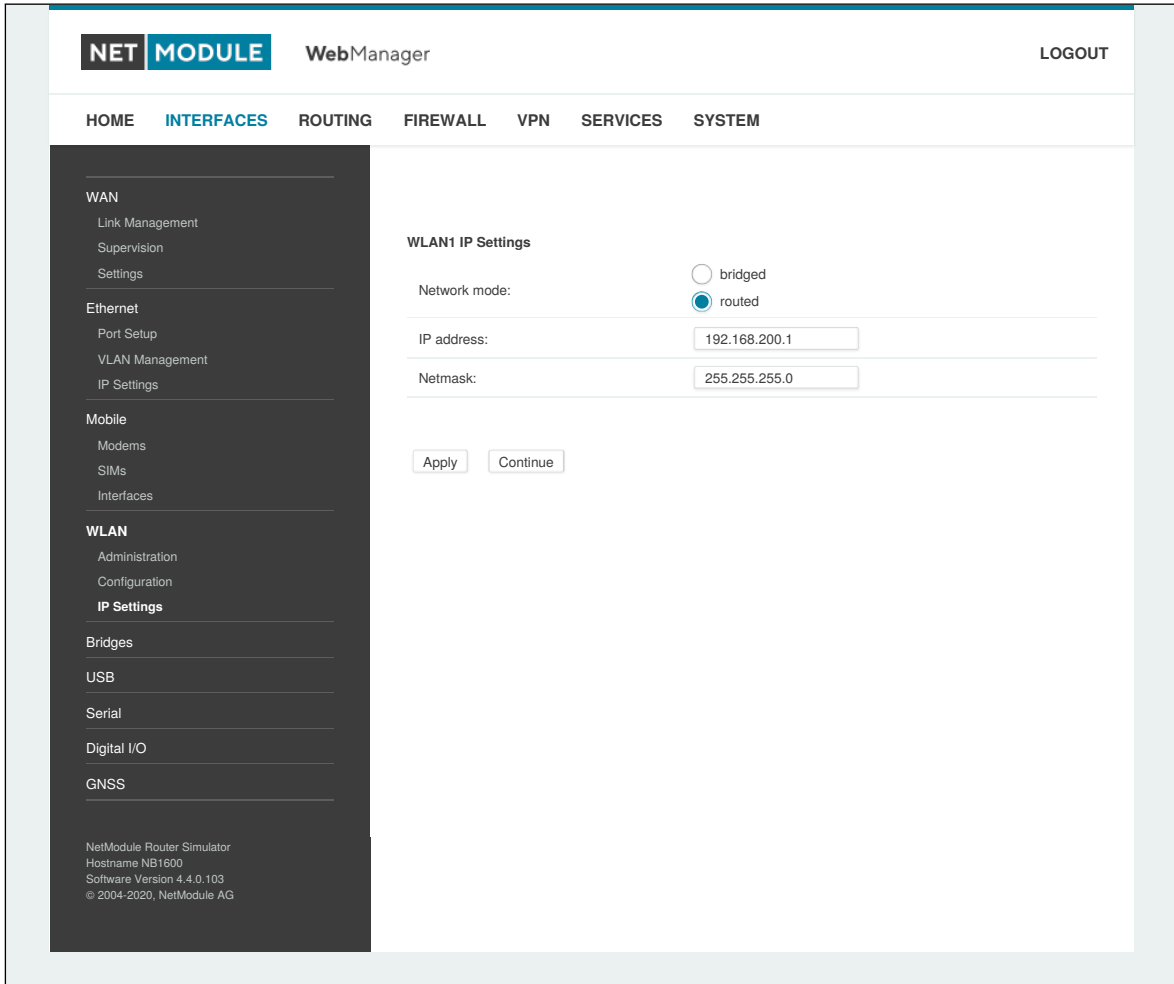 NET MODULE WebManager LOGOUT
HOME INTERFACES ROUTING FIREWALL VPN SERVICES SYSTEM
WAN
Link Management
Supervision
Settings
Ethernet
Port Setup
VLAN Management
IP Settings
Mobile
Modems
SIMs
Interfaces
WLAN
Administration
Configuration
IP Settings
Bridges
USB
Serial
Digital I/O
GNSS
NetModule Router Simulator
Hostname NB1600
Software Version 4.4.0.103
© 2004-2020, NetModule AG
WLAN1 IP Settings
Network mode:
bridged
routed
IP address: 192.168.200.1
Netmask: 255.255.255.0
Apply Continue